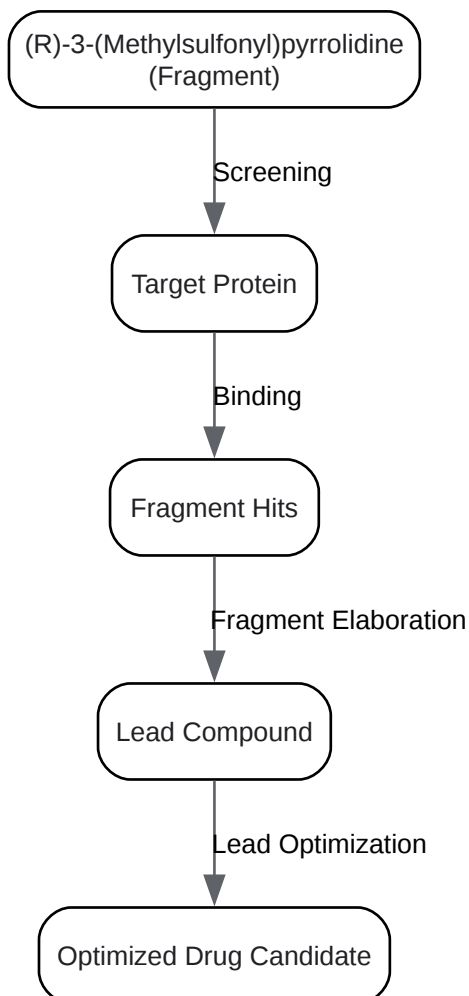 (R)-3-(Methylsulfonyl)pyrrolidine
(Fragment)
Screening
Target Protein
Binding
Fragment Hits
Fragment Elaboration
Lead Compound
Lead Optimization
Optimized Drug Candidate